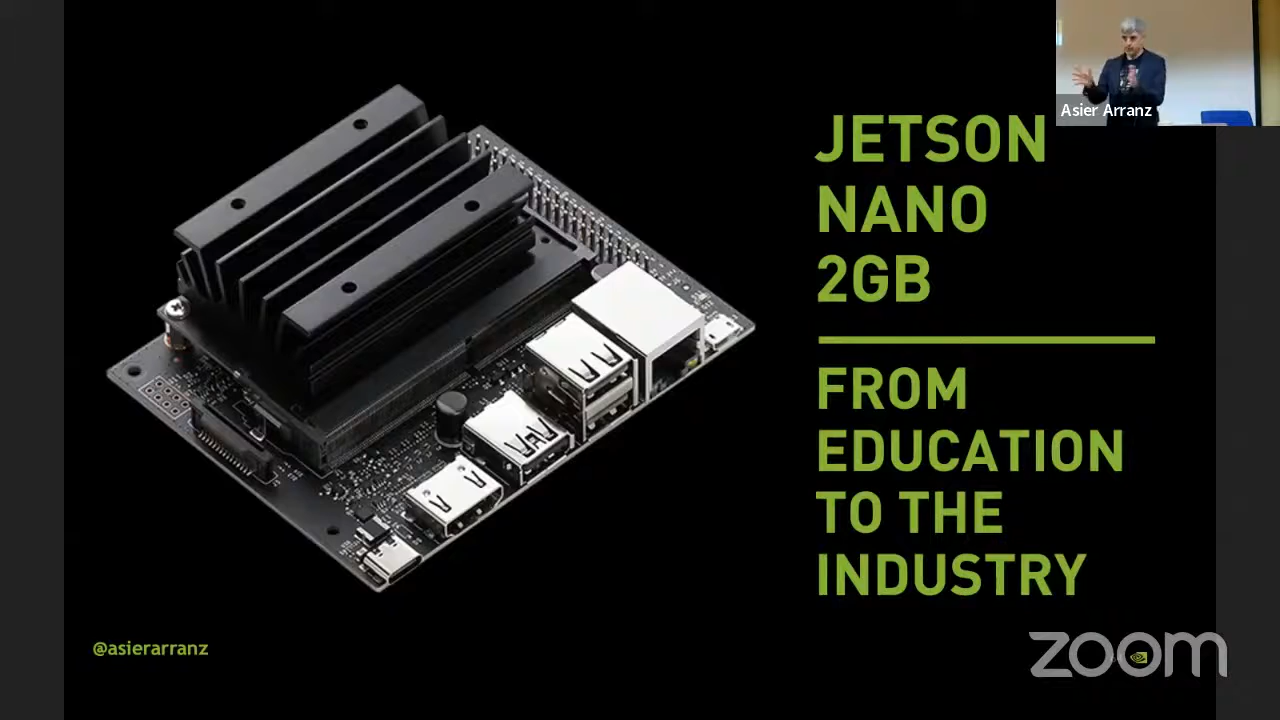 Asier Arranz
JETSON
NANO
2GB
FROM
EDUCATION
TO THE
INDUSTRY
@asierarranz
zoom